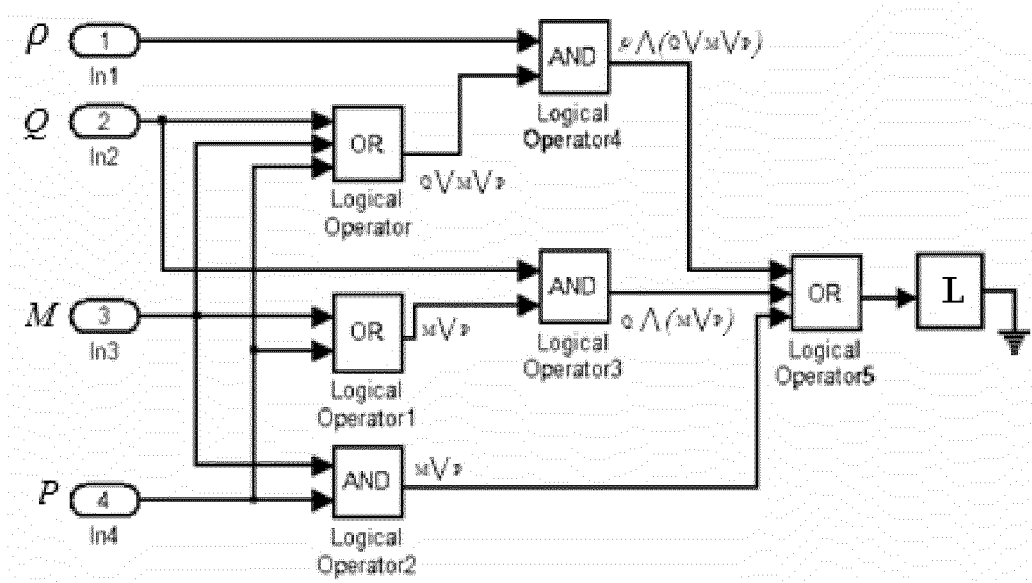 ρ
1
In1
AND
Logical
Operator4
Q
2
In2
OR
Logical
Operator
Q⋁M⋁P
M
3
In3
OR
Logical
Operator1
M⋁P
AND
Logical
Operator3
Q⋀(M⋁P)
OR
Logical
Operator5
L
P
4
In4
AND
Logical
Operator2
M⋁P